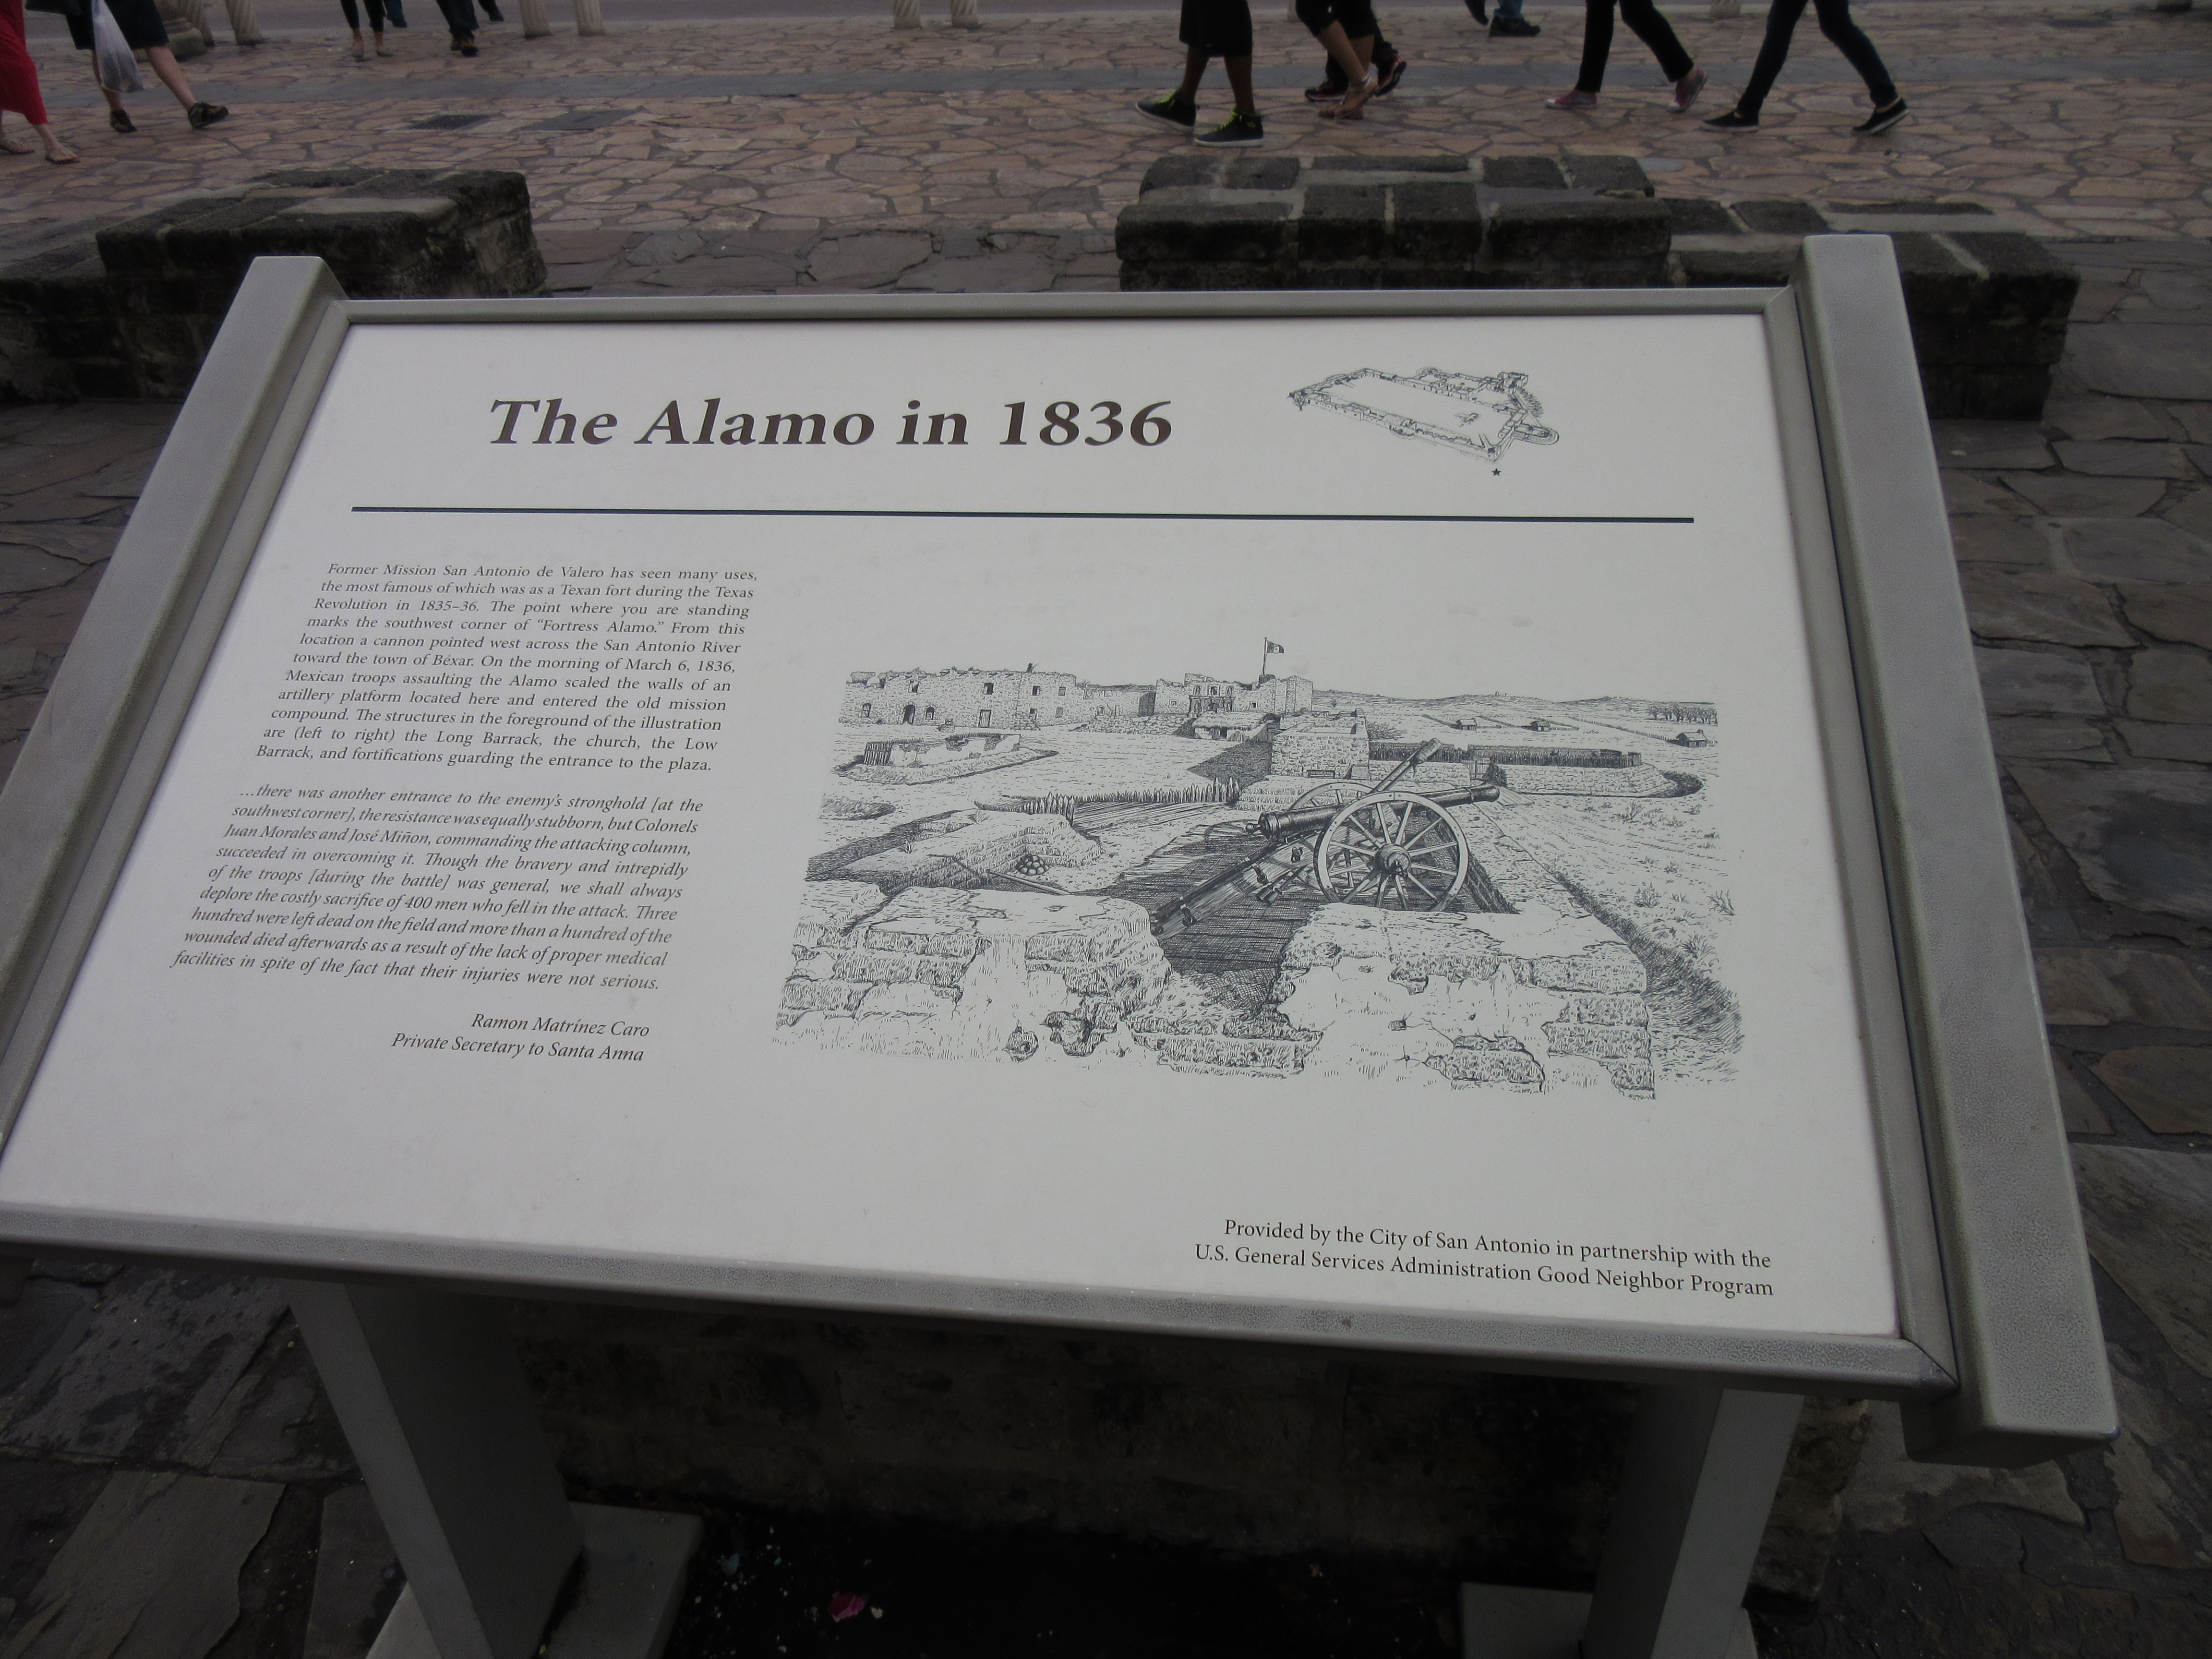 The Alamo in 1836
Former Mission San Antonio de Valero has seen many uses,
the most famous of which was as a Texan fort during the Texas
Revolution in 1835–36. The point where you are standing
marks the southwest corner of “Fortress Alamo.” From this
location a cannon pointed west across the San Antonio River
toward the town of Béxar. On the morning of March 6, 1836,
Mexican troops assaulting the Alamo scaled the walls of an
artillery platform located here and entered the old mission
compound. The structures in the foreground of the illustration
are (left to right) the Long Barrack, the church, the Low
Barrack, and fortifications guarding the entrance to the plaza.
…there was another entrance to the enemy's stronghold [at the
southwest corner], the resistance was equally stubborn, but Colonels
Juan Morales and José Miñon, commanding the attacking column,
succeeded in overcoming it. Though the bravery and intrepidly
of the troops [during the battle] was general, we shall always
deplore the costly sacrifice of 400 men who fell in the attack. Three
hundred were left dead on the field and more than a hundred of the
wounded died afterwards as a result of the lack of proper medical
facilities in spite of the fact that their injuries were not serious.
Ramon Matrínez Caro
Private Secretary to Santa Anna
Provided by the City of San Antonio in partnership with the
U.S. General Services Administration Good Neighbor Program